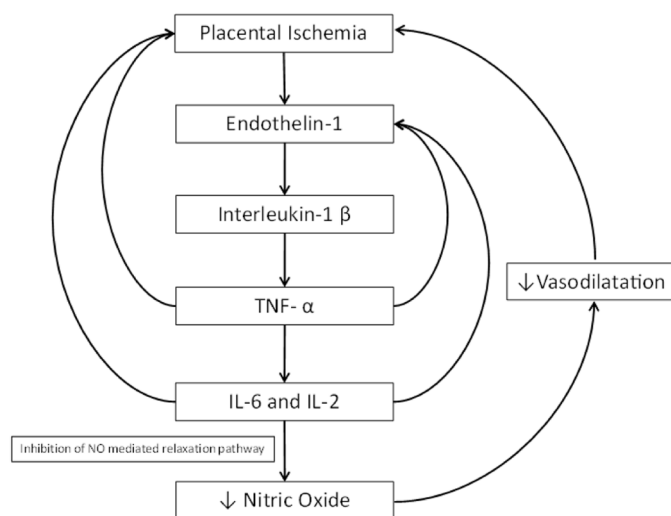 Placental Ischemia
Endothelin-1
Interleukin-1 β
↓Vasodilatation
TNF- α
IL-6 and IL-2
Inhibition of NO mediated relaxation pathway
↓ Nitric Oxide